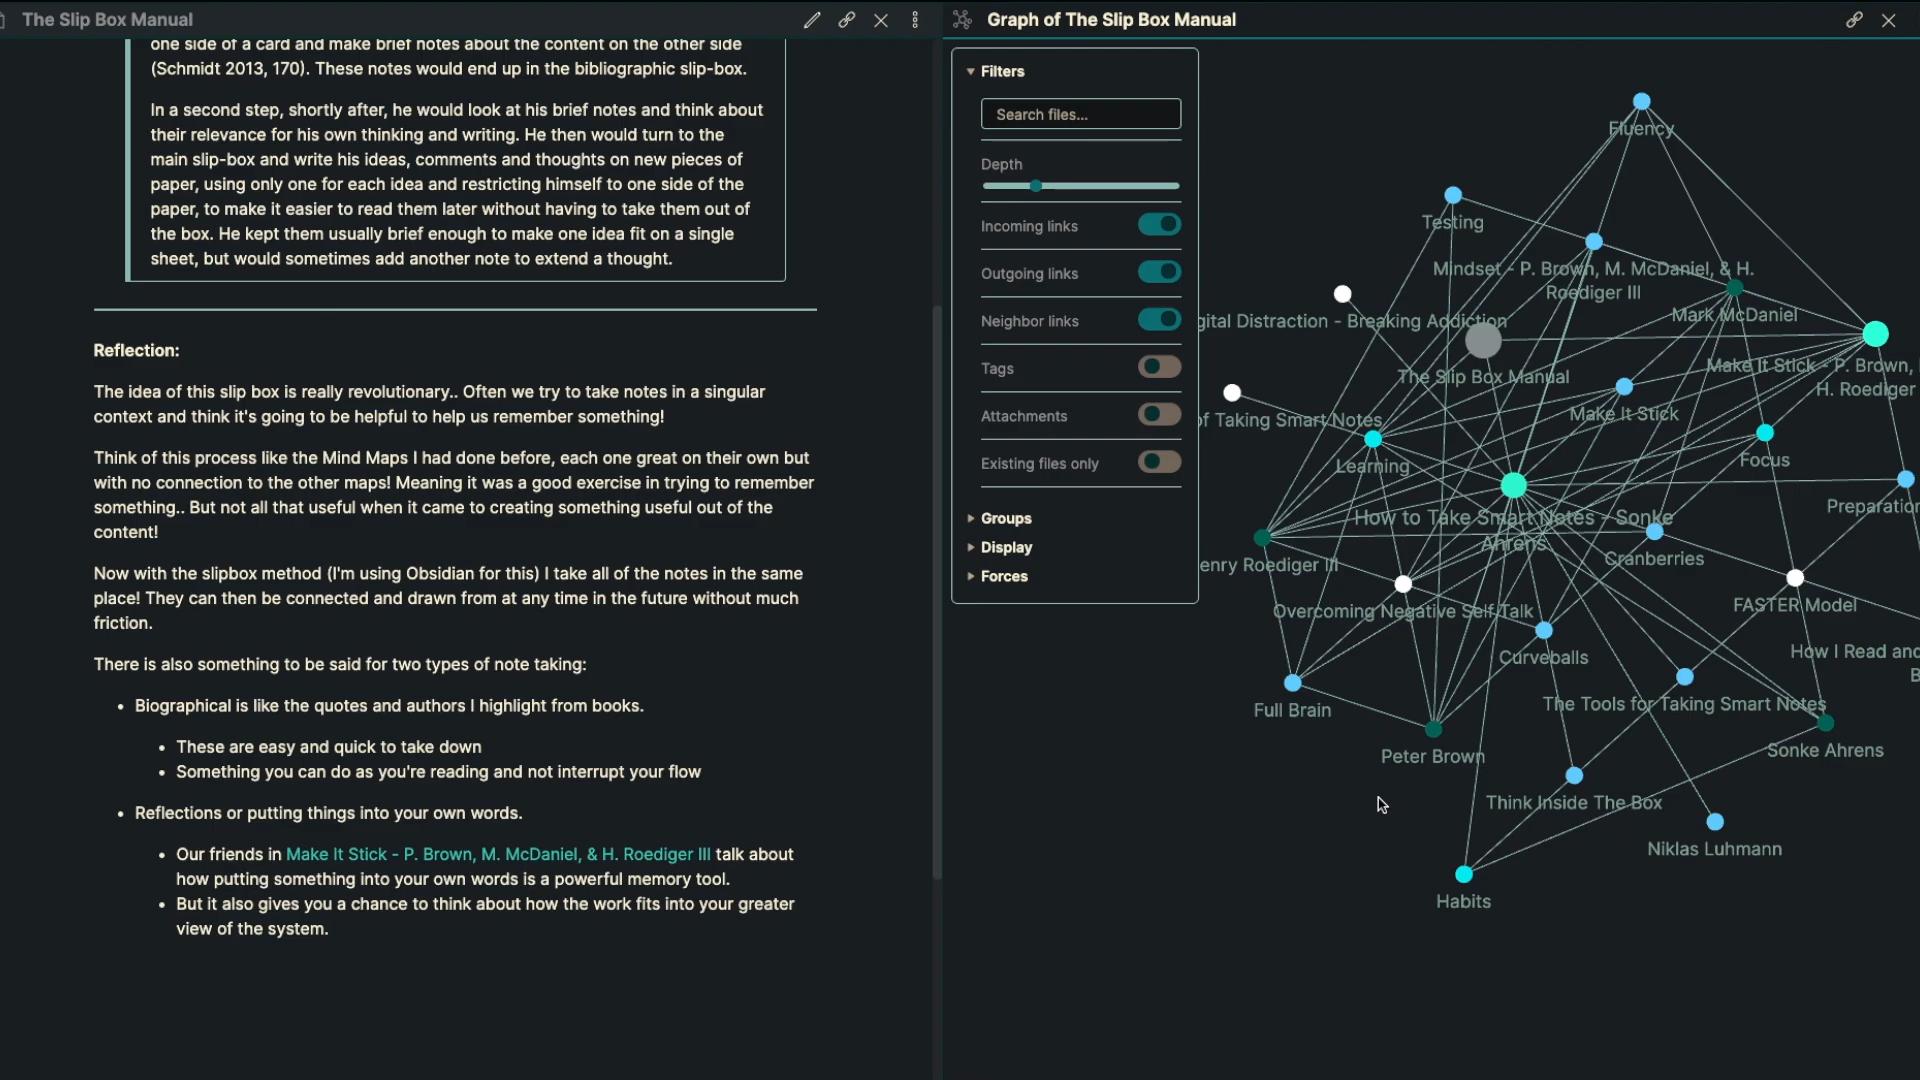 The Slip Box Manual
one side of a card and make brief notes about the content on the other side
(Schmidt 2013, 170). These notes would end up in the bibliographic slip-box.
In a second step, shortly after, he would look at his brief notes and think about
their relevance for his own thinking and writing. He then would turn to the
main slip-box and write his ideas, comments and thoughts on new pieces of
paper, using only one for each idea and restricting himself to one side of the
paper, to make it easier to read them later without having to take them out of
the box. He kept them usually brief enough to make one idea fit on a single
sheet, but would sometimes add another note to extend a thought.
Reflection:
The idea of this slip box is really revolutionary.. Often we try to take notes in a singular
context and think it's going to be helpful to help us remember something!
Think of this process like the Mind Maps I had done before, each one great on their own but
with no connection to the other maps! Meaning it was a good exercise in trying to remember
something.. But not all that useful when it came to creating something useful out of the
content!
Now with the slipbox method (I'm using Obsidian for this) I take all of the notes in the same
place! They can then be connected and drawn from at any time in the future without much
friction.
There is also something to be said for two types of note taking:
• Biographical is like the quotes and authors I highlight from books.
• These are easy and quick to take down
• Something you can do as you're reading and not interrupt your flow
• Reflections or putting things into your own words.
• Our friends in Make It Stick - P. Brown, M. McDaniel, & H. Roediger III talk about
how putting something into your own words is a powerful memory tool.
• But it also gives you a chance to think about how the work fits into your greater
view of the system.
Graph of The Slip Box Manual
Filters
Search files...
Depth
Incoming links
Outgoing links
Neighbor links
Tags
Attachments
Existing files only
Groups
Display
Forces
Fluency
Testing
Mindset - P. Brown, M. McDaniel, & H.
Roediger III
Mark McDaniel
gital Distraction - Breaking Addiction
The Slip Box Manual
Make It Stick - P. Brown,
H. Roediger
Make It Stick
of Taking Smart Notes
Learning
Focus
Preparation
How to Take Smart Notes - Sonke
Ahrens
Cranberries
enry Roediger III
FASTER Model
Overcoming Negative Self Talk
Curveballs
How I Read and
B
Full Brain
The Tools for Taking Smart Notes
Peter Brown
Sonke Ahrens
Think Inside The Box
Niklas Luhmann
Habits